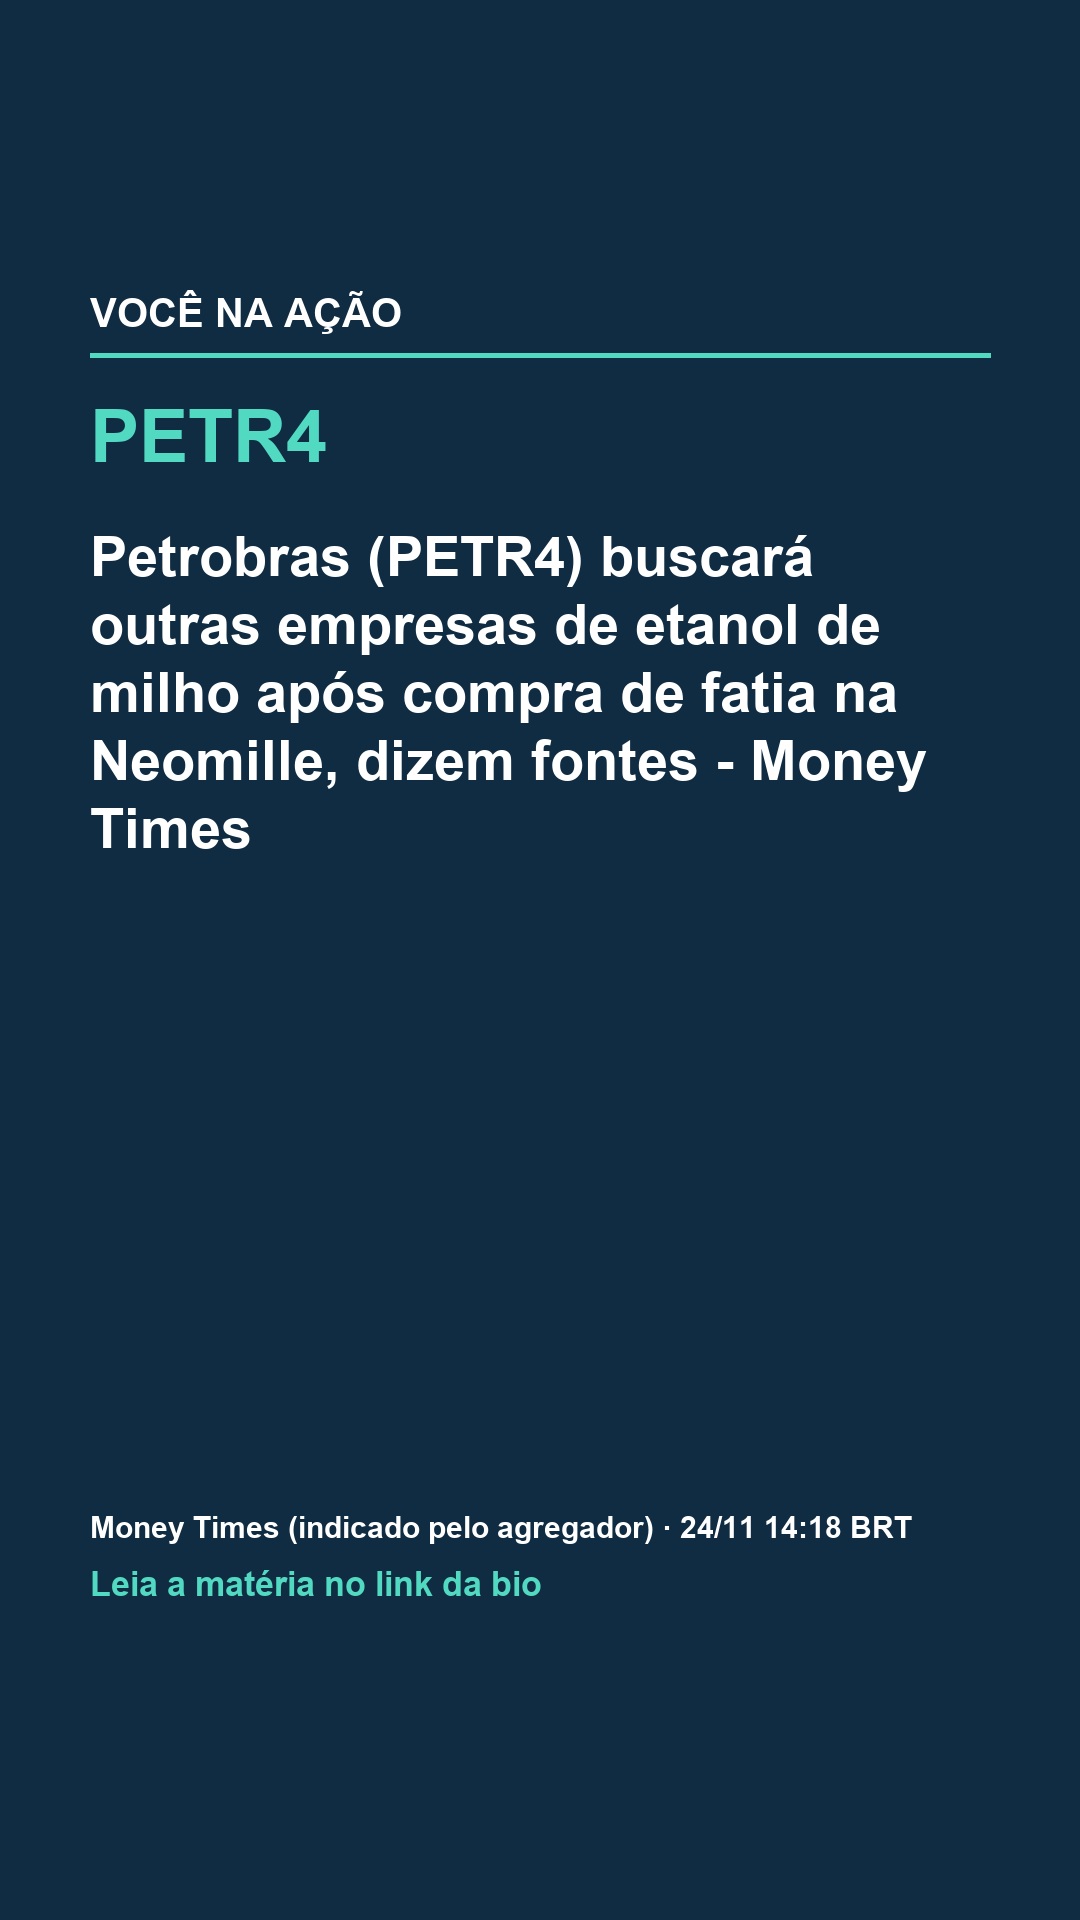 VOCÊ NA AÇÃO
PETR4
Petrobras (PETR4) buscará
outras empresas de etanol de
milho após compra de fatia na
Neomille, dizem fontes - Money
Times
Money Times (indicado pelo agregador) · 24/11 14:18 BRT
Leia a matéria no link da bio